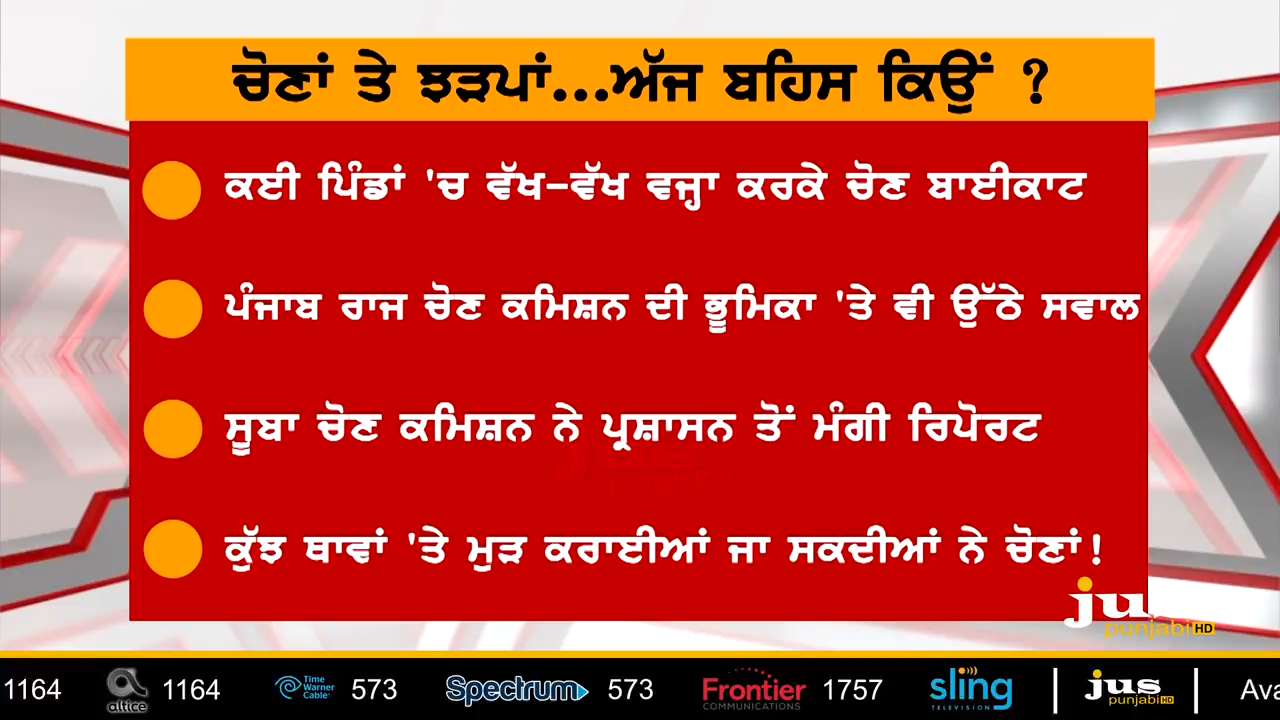 ਚੋਣਾਂ ਤੇ ਝੜਪਾਂ...ਅੱਜ ਬਹਿਸ ਕਿਉਂ ?
ਕਈ ਪਿੰਡਾਂ 'ਚ ਵੱਖ-ਵੱਖ ਵਜ੍ਹਾ ਕਰਕੇ ਚੋਣ ਬਾਈਕਾਟ
ਪੰਜਾਬ ਰਾਜ ਚੋਣ ਕਮਿਸ਼ਨ ਦੀ ਭੂਮਿਕਾ 'ਤੇ ਵੀ ਉੱਠੇ ਸਵਾਲ
ਸੂਬਾ ਚੋਣ ਕਮਿਸ਼ਨ ਨੇ ਪ੍ਰਸ਼ਾਸਨ ਤੋਂ ਮੰਗੀ ਰਿਪੋਰਟ
ਕੁੱਝ ਥਾਵਾਂ 'ਤੇ ਮੁੜ ਕਰਾਈਆਂ ਜਾ ਸਕਦੀਆਂ ਨੇ ਚੋਣਾਂ!
jus
punjabi HD
1164 altice 1164 Time Warner Cable 573 Spectrum 573 Frontier COMMUNICATIONS 1757 sling TELEVISION | jus punjabi HD | Ava